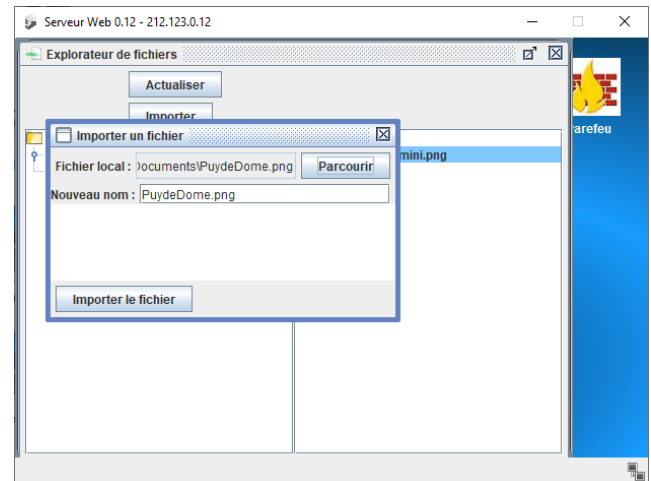 Serveur Web 0.12 - 212.123.0.12
Explorateur de fichiers
Actualiser
Importer
Importer un fichier
arefeu
mini.png
Fichier local : Documents\PuydeDome.png Parcourir
Nouveau nom : PuydeDome.png
Importer le fichier